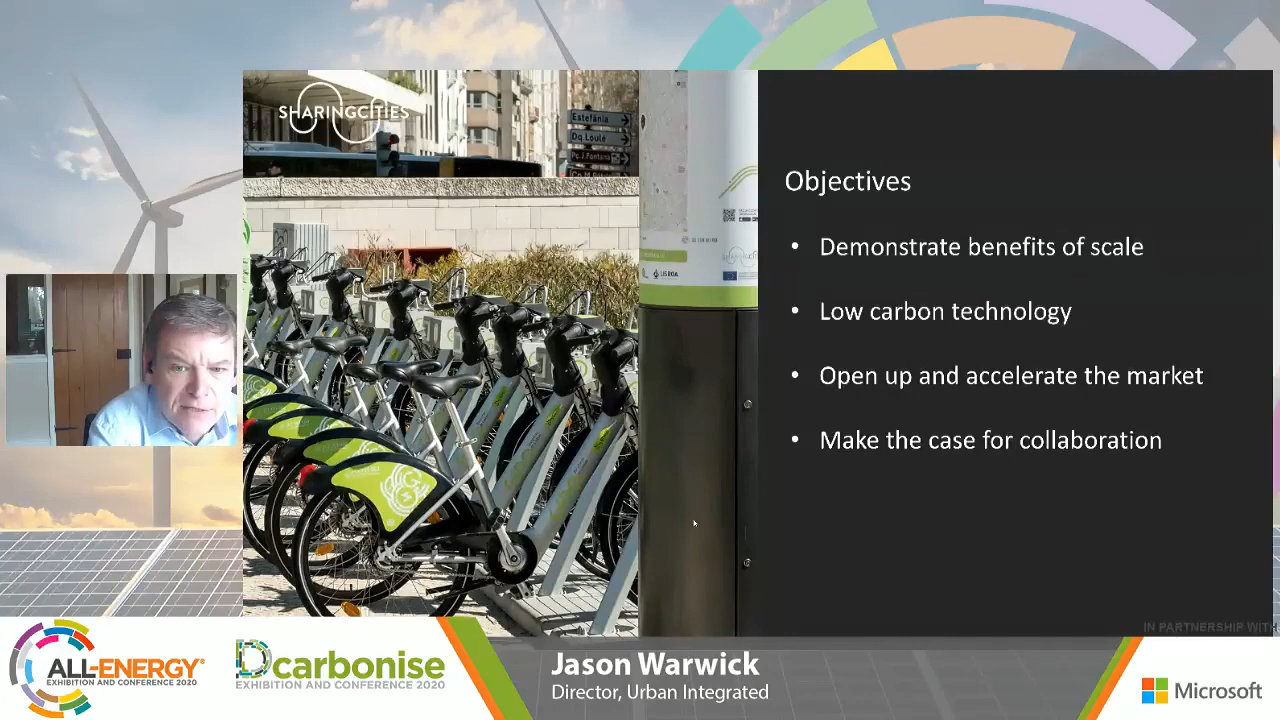 SHARINGCITIES
Estefânia
Dq.Loulé
Objectives
• Demonstrate benefits of scale
• Low carbon technology
• Open up and accelerate the market
• Make the case for collaboration
LISBOA
IN PARTNERSHIP WITH
ALL-ENERGY®
EXHIBITION AND CONFERENCE 2020
Dcarbonise
EXHIBITION AND CONFERENCE 2020
Jason Warwick
Director, Urban Integrated
Microsoft